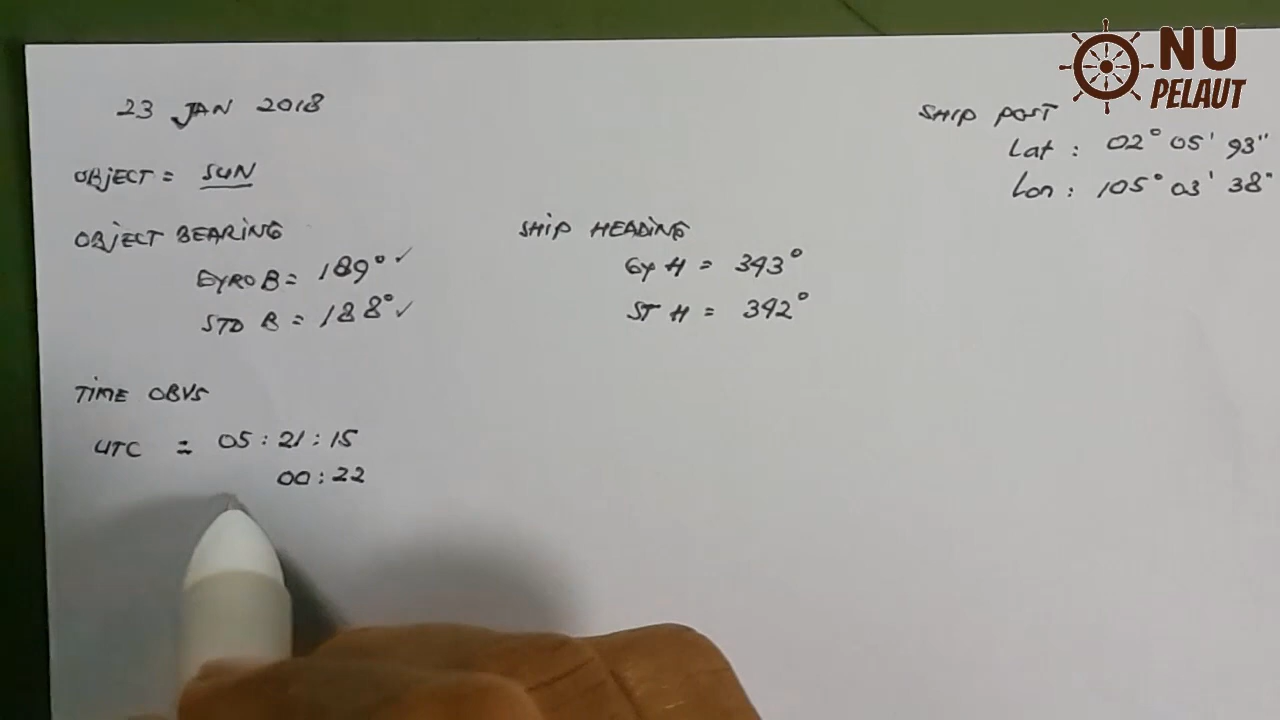 NU
PELAUT
23 JAN 2018
SHIP POST
Lat : 02° 05' 93"
Lon : 105° 03' 38"
OBJECT = SUN
OBJECT BEARING
GYRO B = 189° ✓
STD B = 188° ✓
SHIP HEADING
GY H = 343°
ST H = 342°
TIME OBVS
UTC = 05 : 21 : 15
00 : 22